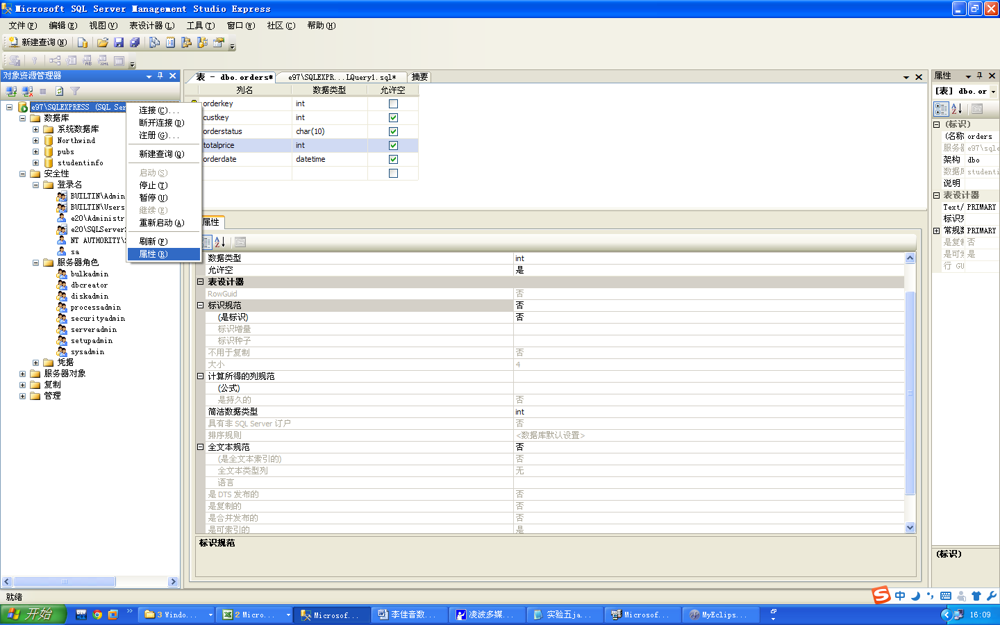 Microsoft SQL Server Management Studio Express
文件(F) 编辑(E) 视图(V) 表设计器(L) 工具(T) 窗口(W) 社区(C) 帮助(H)
新建查询(N)
对象资源管理器
e97\SQLEXPRESS (SQL Ser
数据库
系统数据库
Northwind
pubs
studentinfo
安全性
登录名
BUILTIN\Admin
BUILTIN\Users
e20\Administr
e20\SQLServer
NT AUTHORITY\
sa
服务器角色
bulkadmin
dbcreator
diskadmin
processadmin
securityadmin
serveradmin
setupadmin
sysadmin
凭据
服务器对象
复制
管理
连接(C)...
断开连接(D)
注册(G)...
新建查询(Q)
启动(S)
停止(T)
暂停(U)
继续(E)
重新启动(A)
刷新(F)
属性(R)
表 - dbo.orders* e97\SQLEXPR...LQuery1.sql* 摘要
列名 数据类型 允许空
orderkey int
custkey int
orderstatus char(10)
totalprice int
orderdate datetime
属性
数据类型 int
允许空 是
表设计器
RowGuid 否
标识规范 否
(是标识) 否
标识增量
标识种子
不用于复制 否
大小 4
计算所得的列规范
(公式)
是持久的 否
简洁数据类型 int
具有非 SQL Server 订户 否
排序规则 <数据库默认设置>
全文本规范 否
(是全文本索引的) 否
全文本类型列 无
语言
是 DTS 发布的 否
是复制的 否
是合并发布的 否
是可索引的 是
标识规范
属性
[表] dbo.or
(标识)
(名称 orders
服务器 e97\sqle
架构 dbo
数据库 studenti
说明
表设计器
Text/ PRIMARY
标识列
常规数 PRIMARY
是复制 否
是可索 是
行 GU
(标识)
就绪
中
开始 3 Windo... 2 Micro... Microsof... 李佳音数... 凌波多媒... 实验五ja... Microsof... MyEclips... 16:09